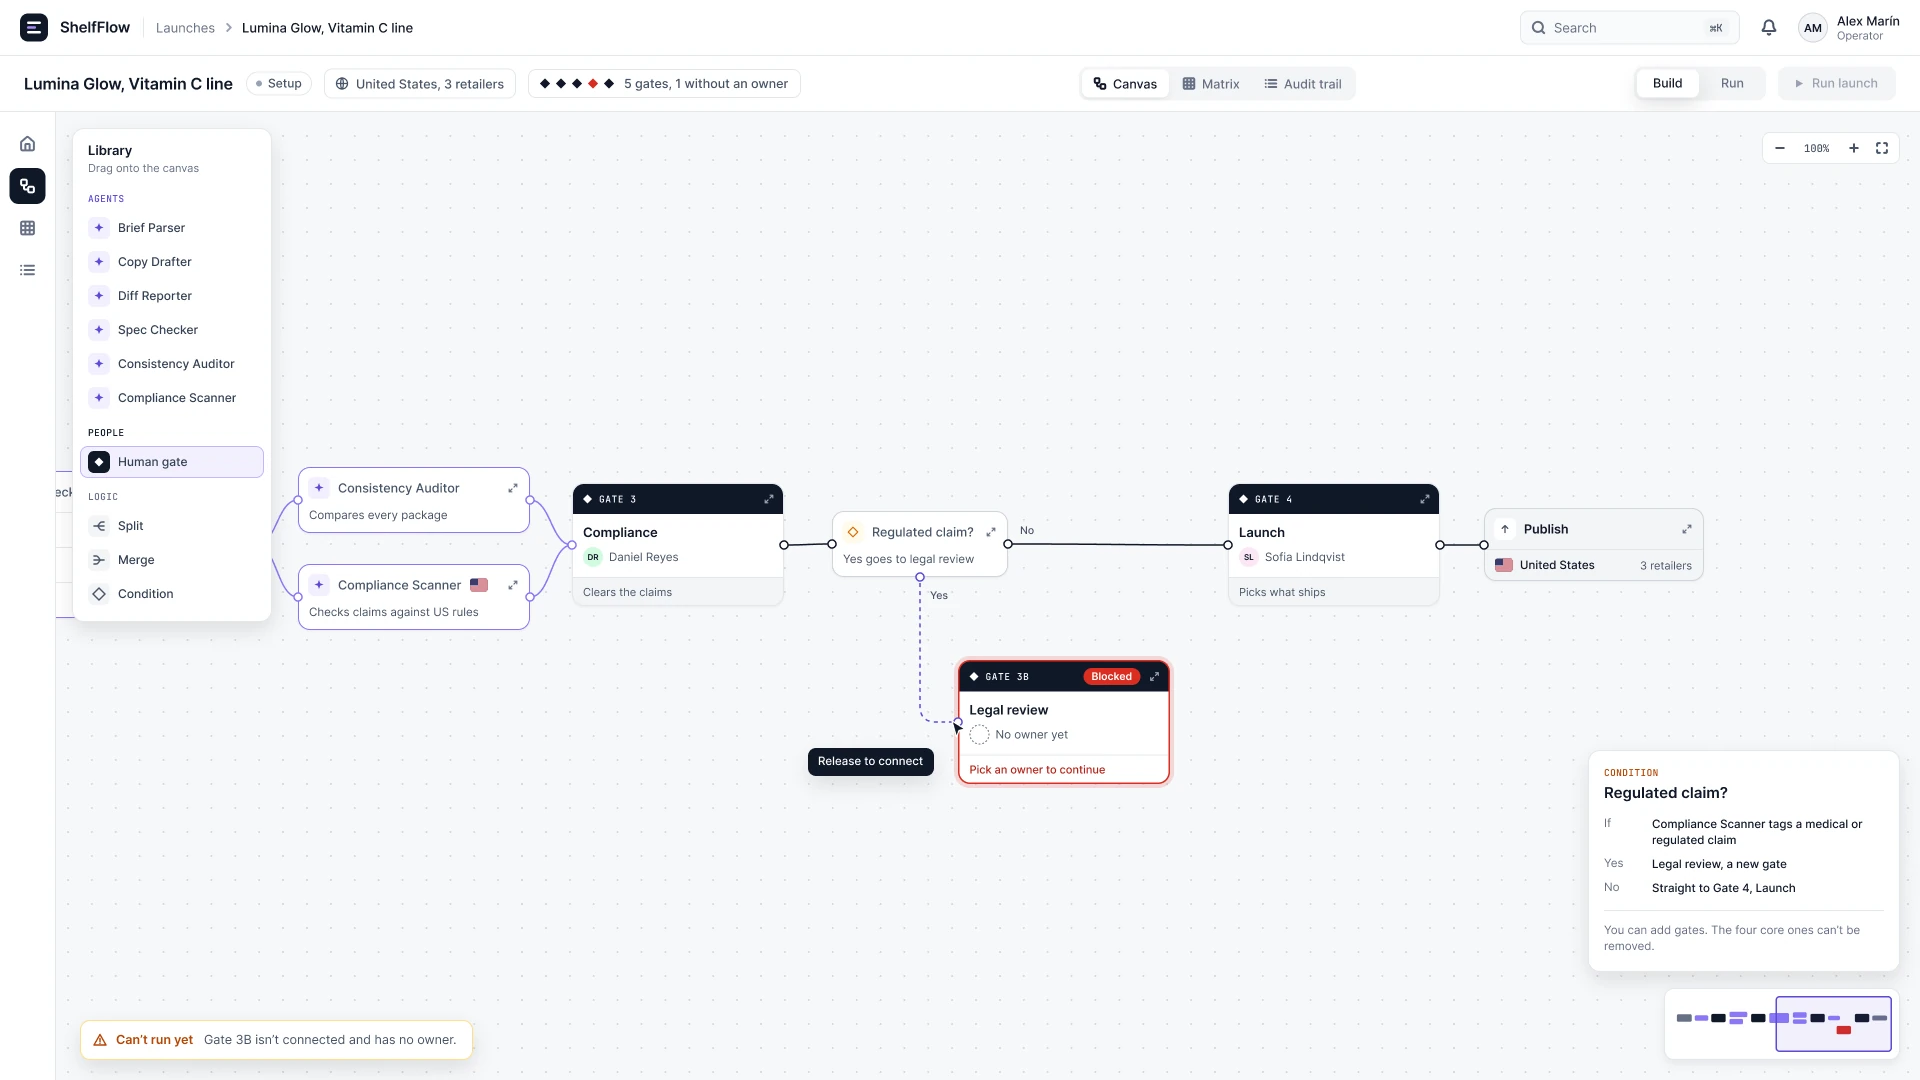 ShelfFlow
Launches
Lumina Glow, Vitamin C line
Search
⌘K
AM
Alex Marín
Operator
Lumina Glow, Vitamin C line
Setup
United States, 3 retailers
5 gates, 1 without an owner
Canvas
Matrix
Audit trail
Build
Run
Run launch
Library
Drag onto the canvas
AGENTS
Brief Parser
Copy Drafter
Diff Reporter
Spec Checker
Consistency Auditor
Compliance Scanner
PEOPLE
Human gate
LOGIC
Split
Merge
Condition
100%
Consistency Auditor
Compares every package
Compliance Scanner
Checks claims against US rules
GATE 3
Compliance
DR
Daniel Reyes
Clears the claims
Regulated claim?
Yes goes to legal review
No
Yes
GATE 4
Launch
SL
Sofia Lindqvist
Picks what ships
Publish
United States
3 retailers
GATE 3B
Blocked
Legal review
No owner yet
Pick an owner to continue
Release to connect
CONDITION
Regulated claim?
If
Compliance Scanner tags a medical or
regulated claim
Yes
Legal review, a new gate
No
Straight to Gate 4, Launch
You can add gates. The four core ones can't be
removed.
Can't run yet
Gate 3B isn't connected and has no owner.